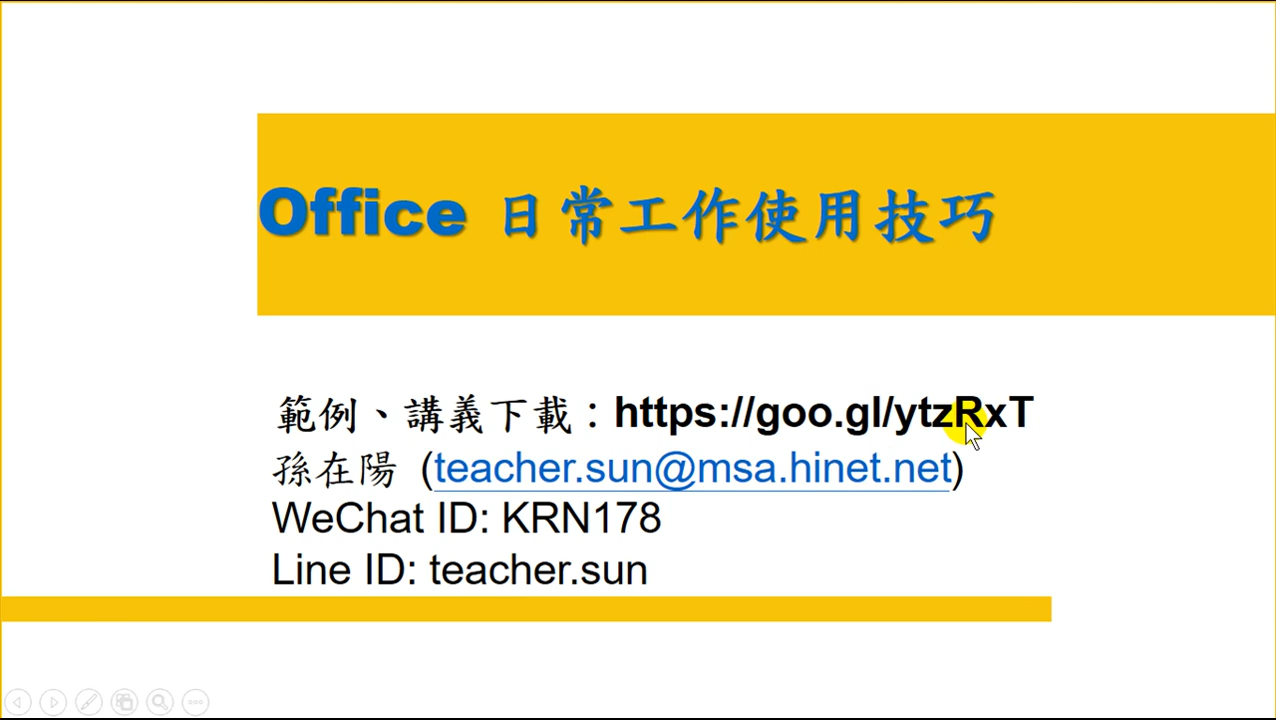 Office 日常工作使用技巧
範例、講義下載：https://goo.gl/ytzRxT
孫在陽 (teacher.sun@msa.hinet.net)
WeChat ID: KRN178
Line ID: teacher.sun